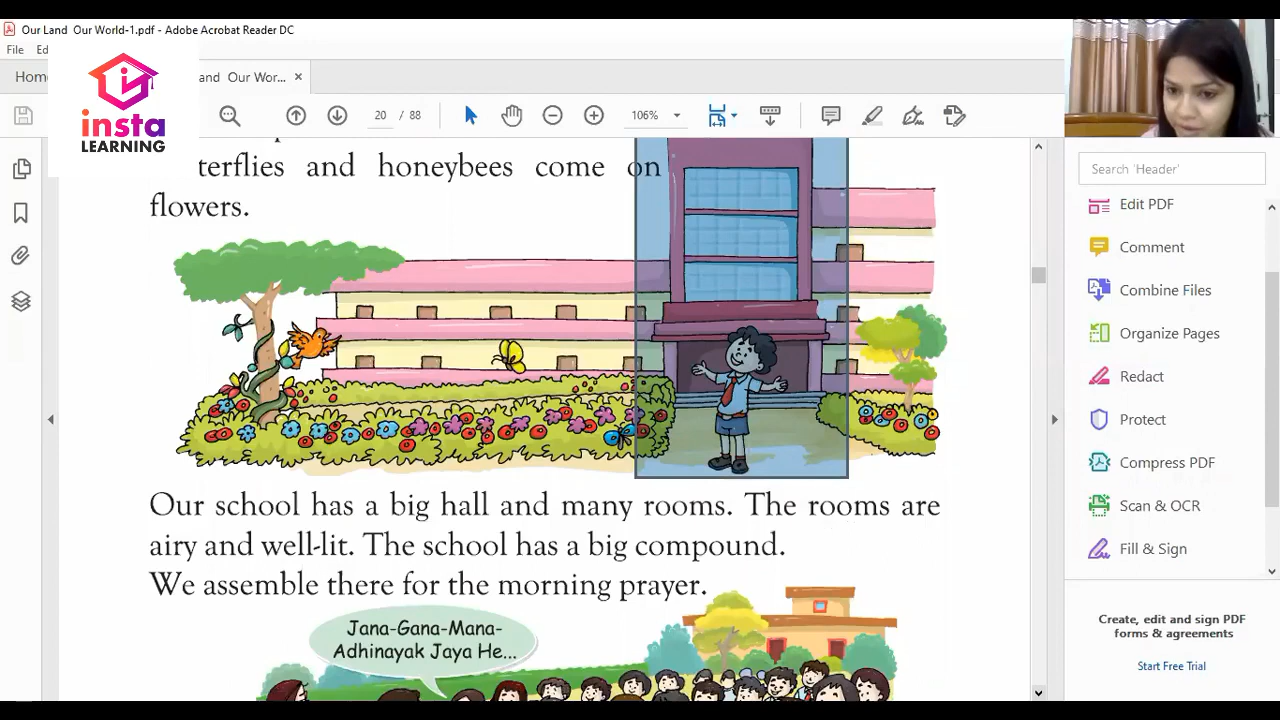 Our Land Our World-1.pdf - Adobe Acrobat Reader DC
File
Home
and Our Wor...
20 / 88
106%
insta
LEARNING
Search 'Header'
Edit PDF
Comment
Combine Files
Organize Pages
Redact
Protect
Compress PDF
Scan & OCR
Fill & Sign
Create, edit and sign PDF
forms & agreements
Start Free Trial
terflies and honeybees come on
flowers.
Our school has a big hall and many rooms. The rooms are
airy and well-lit. The school has a big compound.
We assemble there for the morning prayer.
Jana-Gana-Mana-
Adhinayak Jaya He...